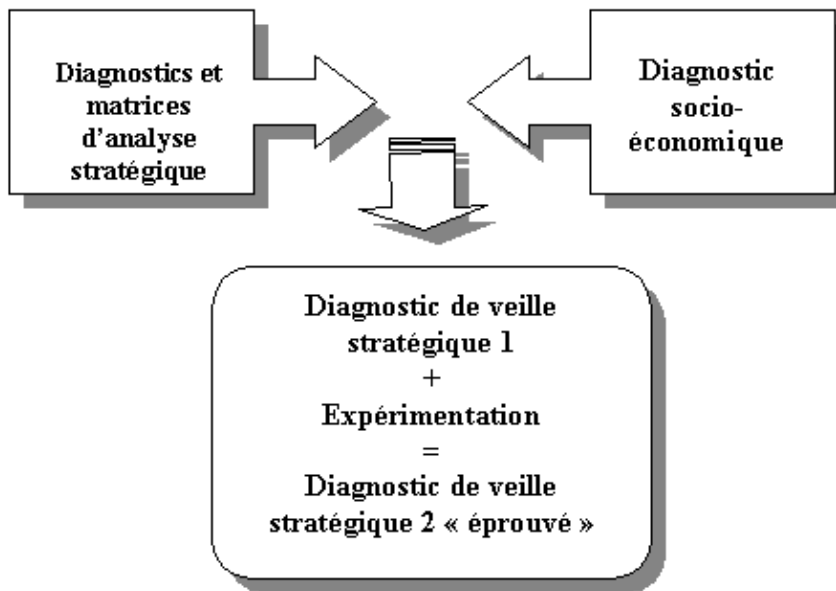 Diagnostics et
matrices
d'analyse
stratégique
Diagnostic
socio-
économique
Diagnostic de veille
stratégique 1
+
Expérimentation
=
Diagnostic de veille
stratégique 2 « éprouvé »